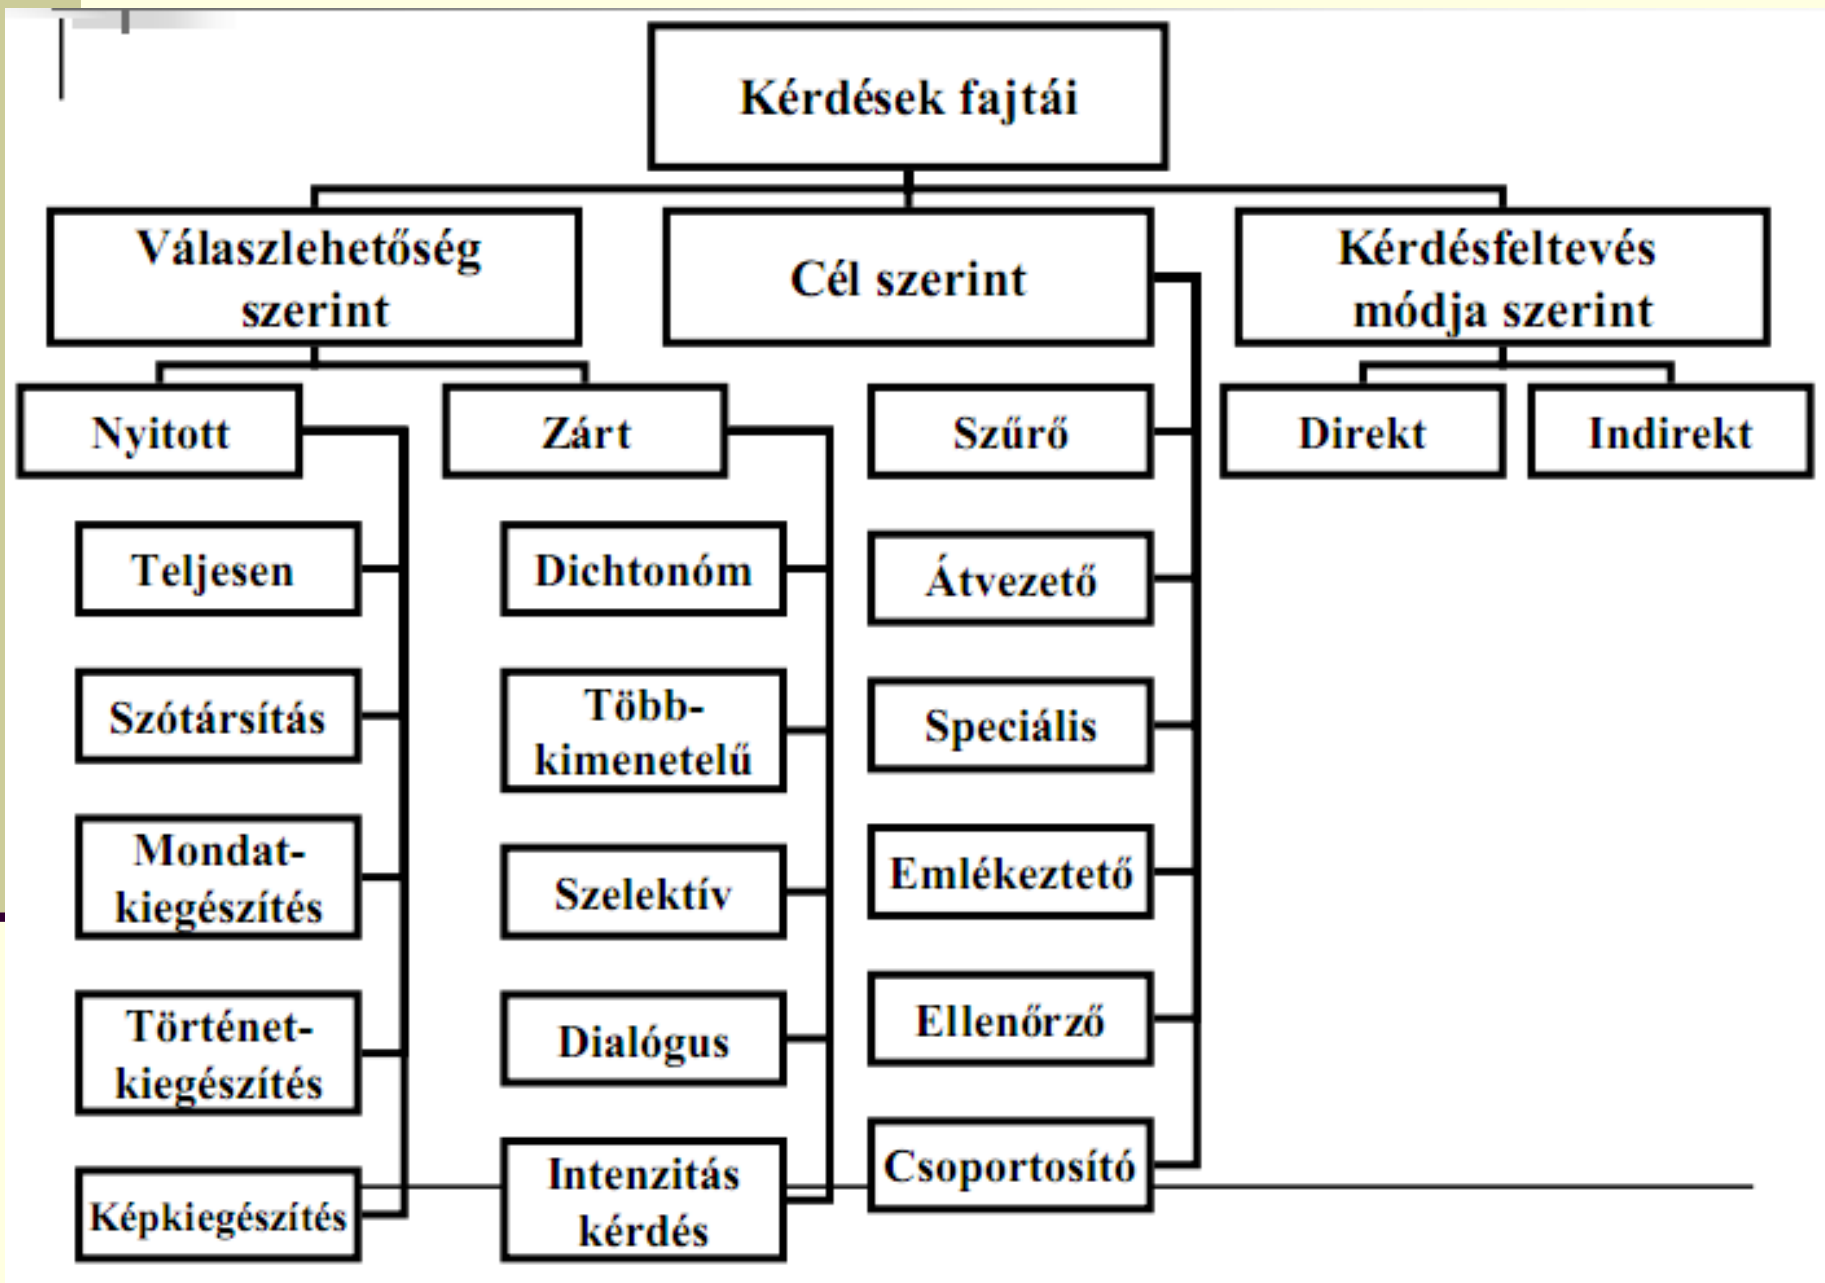 Kérdések fajtái
Válaszlehetőség
szerint
Cél szerint
Kérdésfeltevés
módja szerint
Nyitott
Zárt
Szűrő
Direkt
Indirekt
Teljesen
Dichtonóm
Átvezető
Szótársítás
Több-
kimenetelű
Speciális
Mondat-
kiegészítés
Szelektív
Emlékeztető
Történet-
kiegészítés
Dialógus
Ellenőrző
Képkiegészítés
Intenzitás
kérdés
Csoportosító